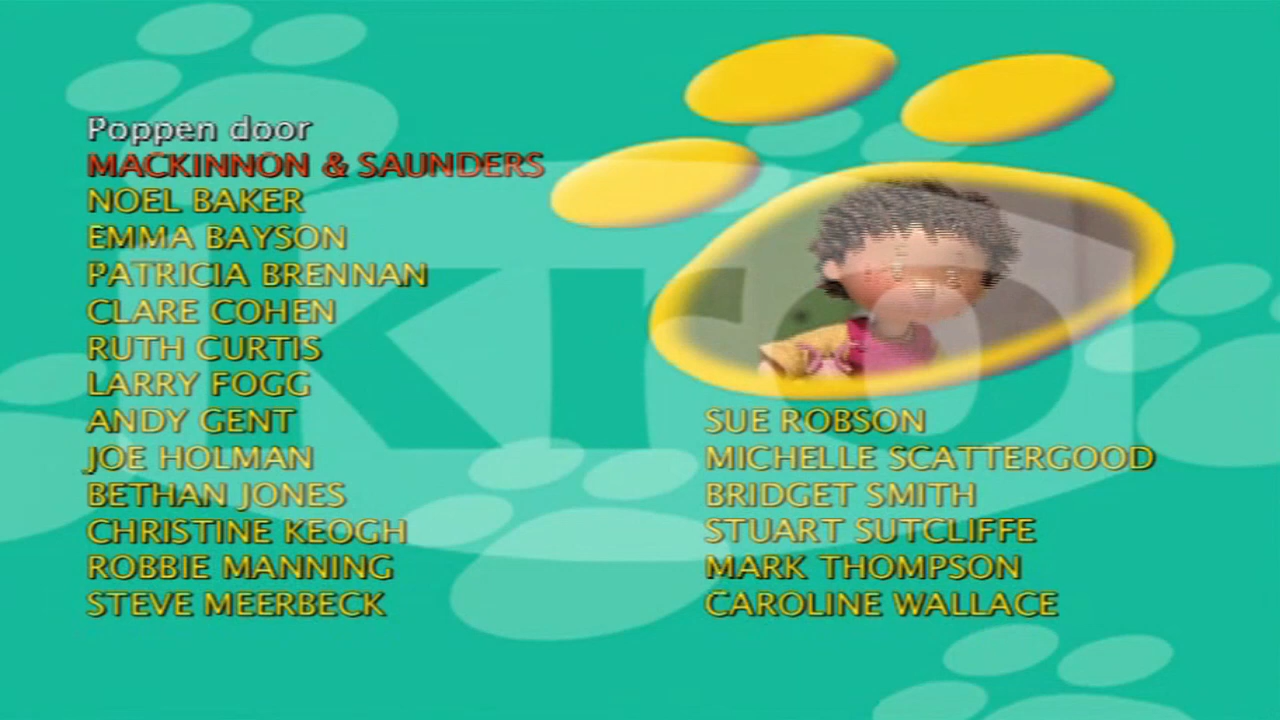 Poppen door
MACKINNON & SAUNDERS
NOEL BAKER
EMMA BAYSON
PATRICIA BRENNAN
CLARE COHEN
RUTH CURTIS
LARRY FOGG
ANDY GENT
JOE HOLMAN
BETHAN JONES
CHRISTINE KEOGH
ROBBIE MANNING
STEVE MEERBECK
SUE ROBSON
MICHELLE SCATTERGOOD
BRIDGET SMITH
STUART SUTCLIFFE
MARK THOMPSON
CAROLINE WALLACE
kro